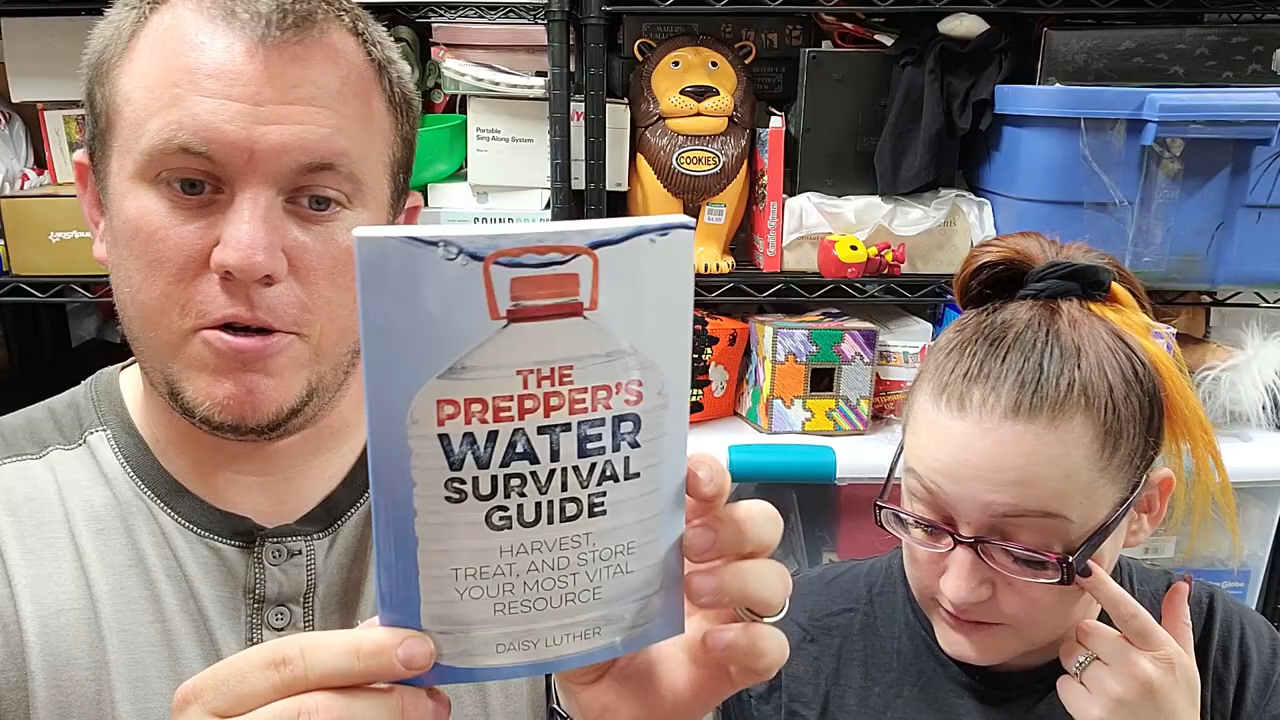 Portable
Sing-Along System
COOKIES
THE
PREPPER'S
WATER
SURVIVAL
GUIDE
HARVEST,
TREAT, AND STORE
YOUR MOST VITAL
RESOURCE
DAISY LUTHER